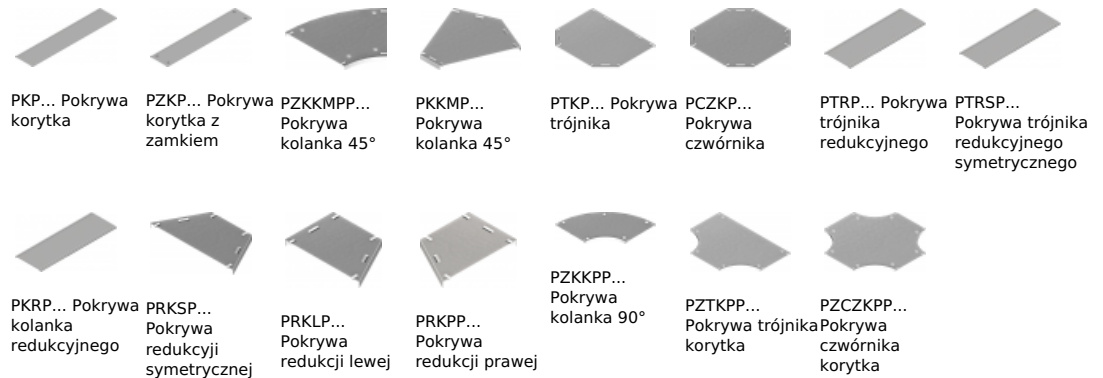 PKP... Pokrywa
korytka
PZKP... Pokrywa
korytka z
zamkiem
PZKKMPP...
Pokrywa
kolanka 45°
PKKMP...
Pokrywa
kolanka 45°
PTKP... Pokrywa
trójnika
PCZKP...
Pokrywa
czwórnika
PTRP... Pokrywa
trójnika
redukcyjnego
PTRSP...
Pokrywa trójnika
redukcyjnego
symetrycznego
PKRP... Pokrywa
kolanka
redukcyjnego
PRKSP...
Pokrywa
redukcyji
symetrycznej
PRKLP...
Pokrywa
redukcji lewej
PRKPP...
Pokrywa
redukcji prawej
PZKKPP...
Pokrywa
kolanka 90°
PZTKPP...
Pokrywa trójnika
korytka
PZCZKPP...
Pokrywa
czwórnika
korytka